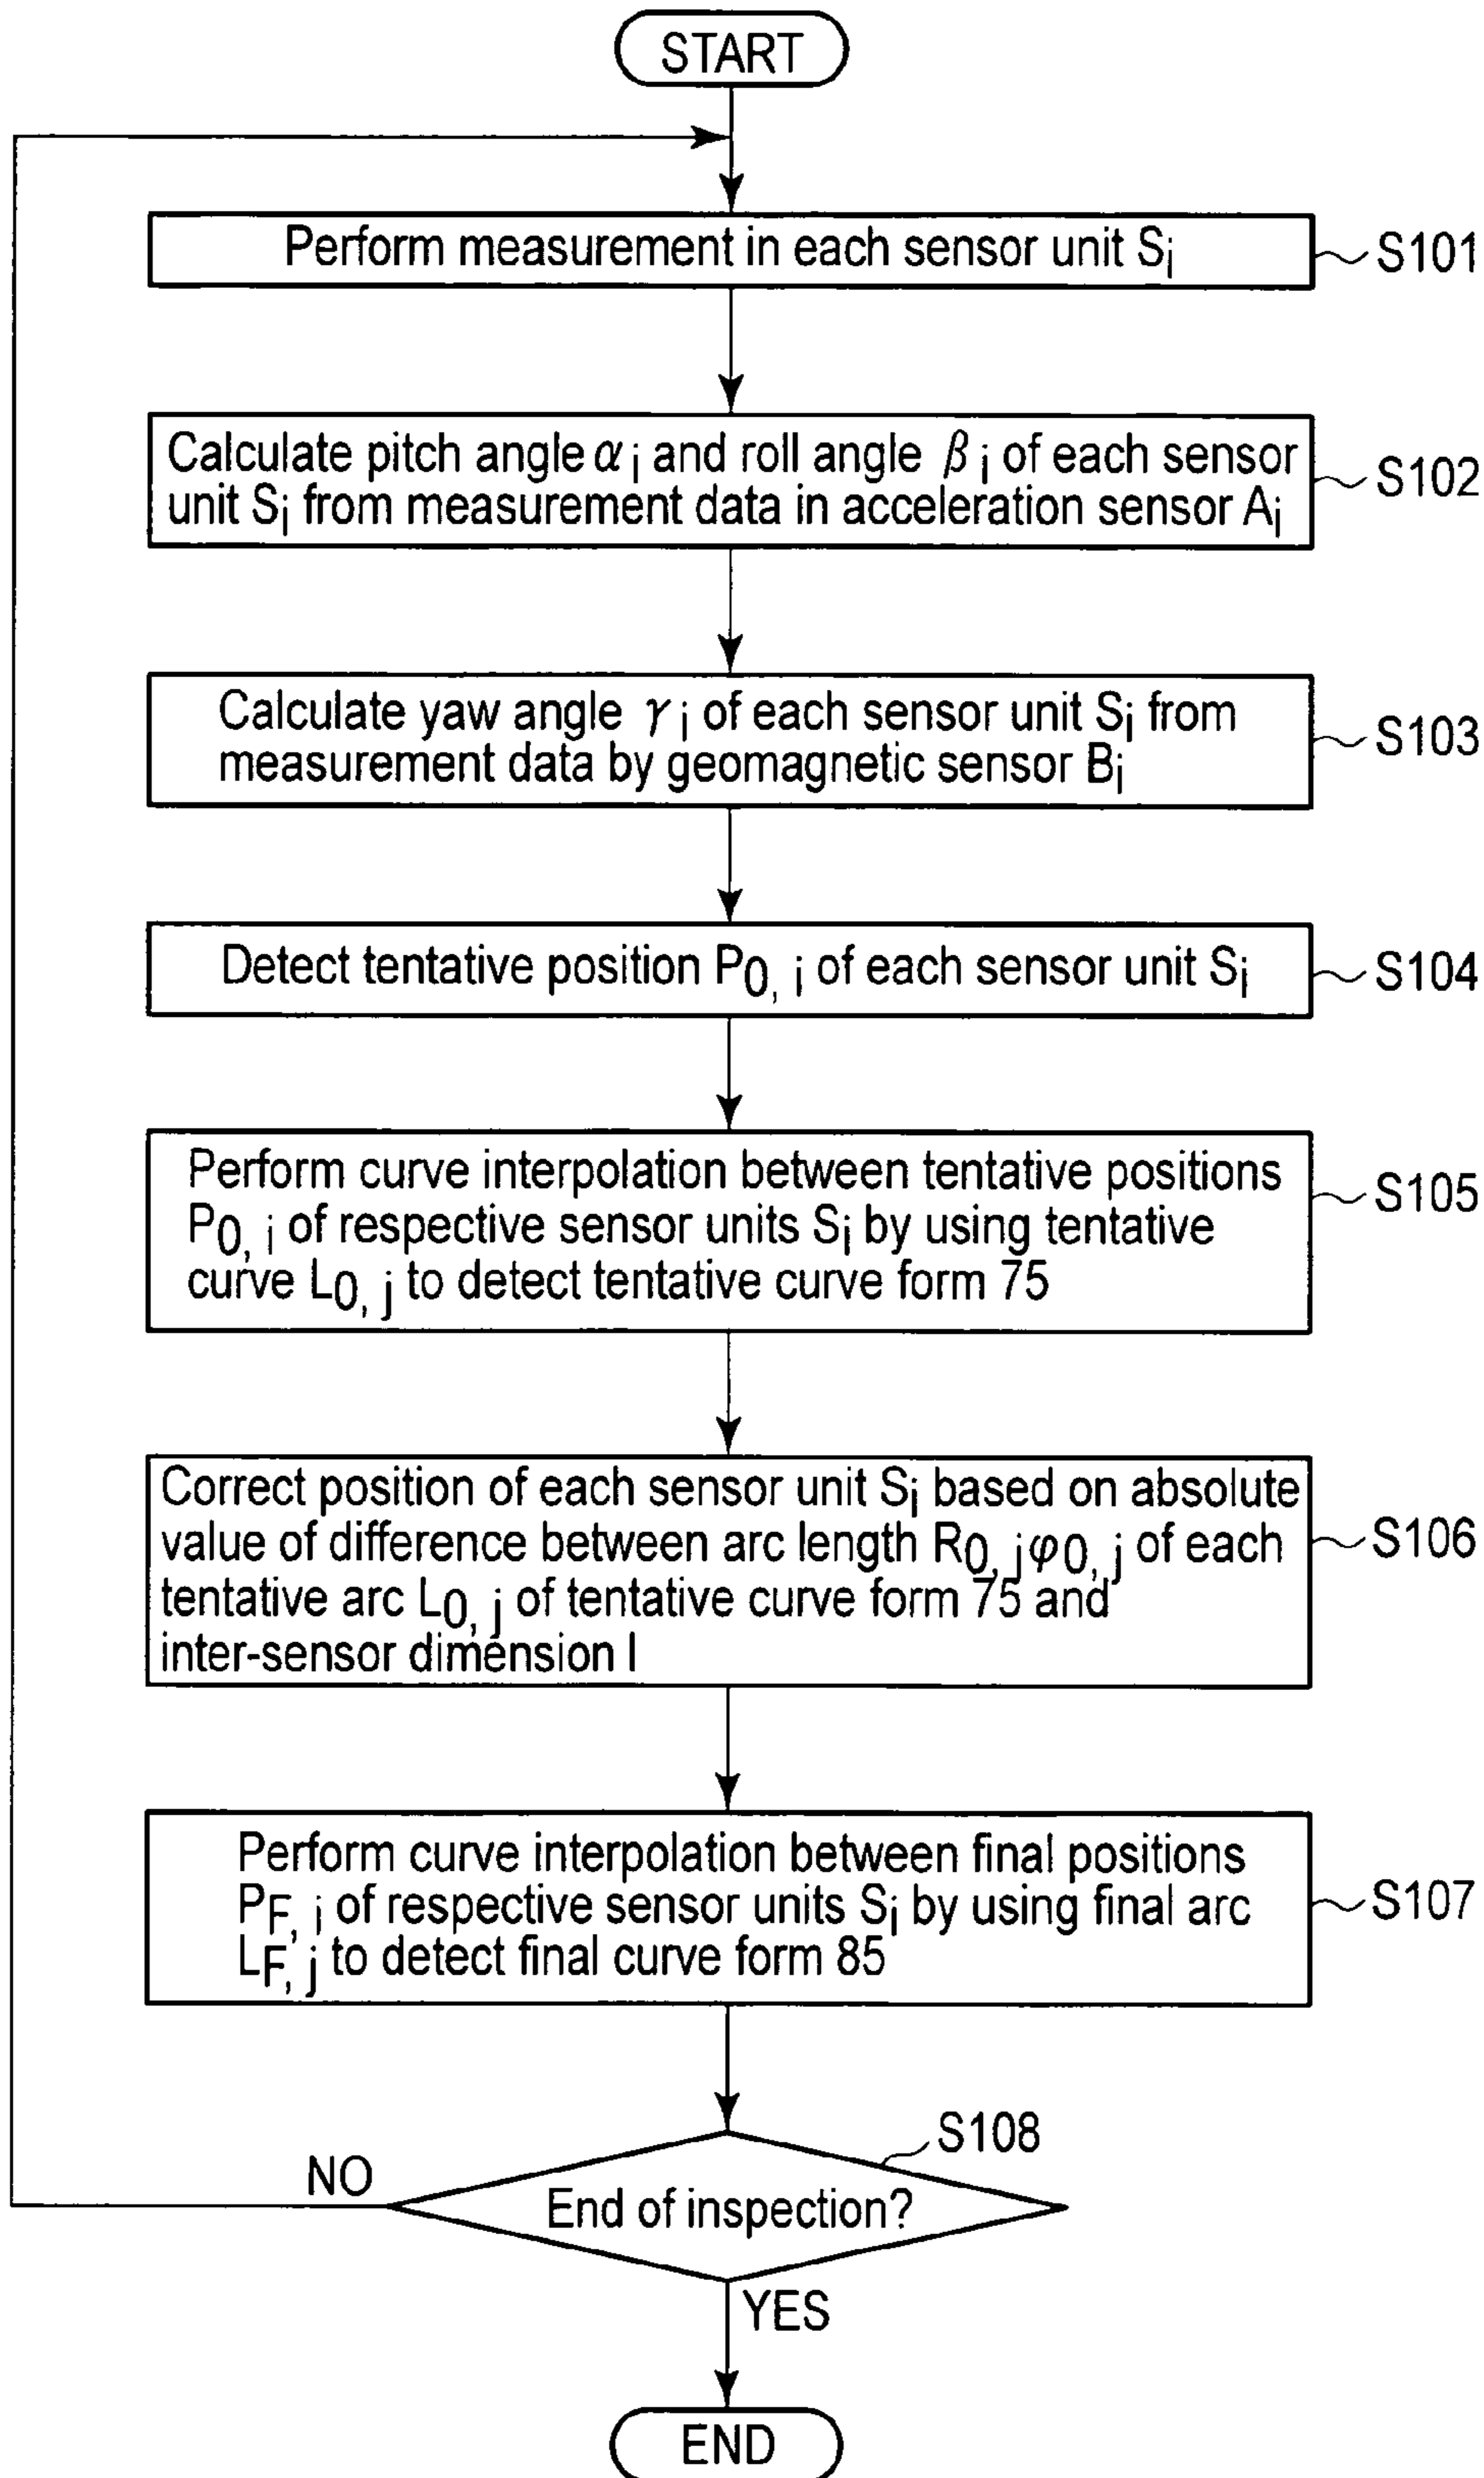 START
Perform measurement in each sensor unit Si
S101
Calculate pitch angle αi and roll angle βi of each sensor
unit Si from measurement data in acceleration sensor Ai
S102
Calculate yaw angle γi of each sensor unit Si from
measurement data by geomagnetic sensor Bi
S103
Detect tentative position P0, i of each sensor unit Si
S104
Perform curve interpolation between tentative positions
P0, i of respective sensor units Si by using tentative
curve L0, j to detect tentative curve form 75
S105
Correct position of each sensor unit Si based on absolute
value of difference between arc length R0, jφ0, j of each
tentative arc L0, j of tentative curve form 75 and
inter-sensor dimension l
S106
Perform curve interpolation between final positions
PF, i of respective sensor units Si by using final arc
LF, j to detect final curve form 85
S107
S108
NO
End of inspection?
YES
END